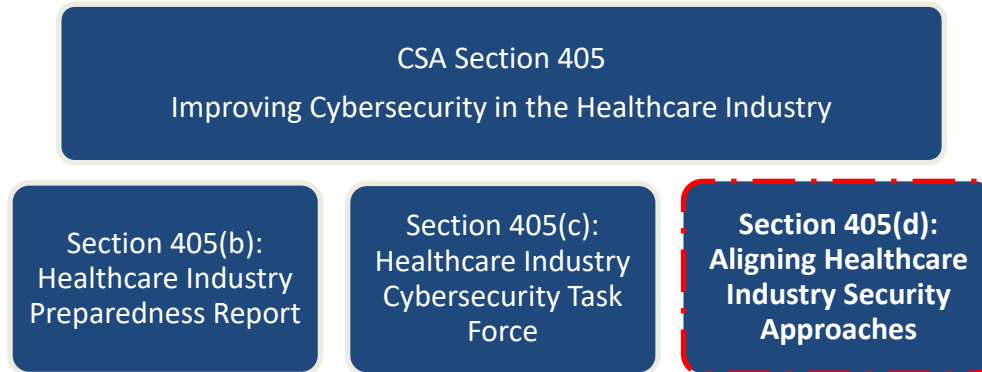 CSA Section 405
Improving Cybersecurity in the Healthcare Industry
Section 405(b):
Healthcare Industry
Preparedness Report
Section 405(c):
Healthcare Industry
Cybersecurity Task
Force
Section 405(d):
Aligning Healthcare
Industry Security
Approaches